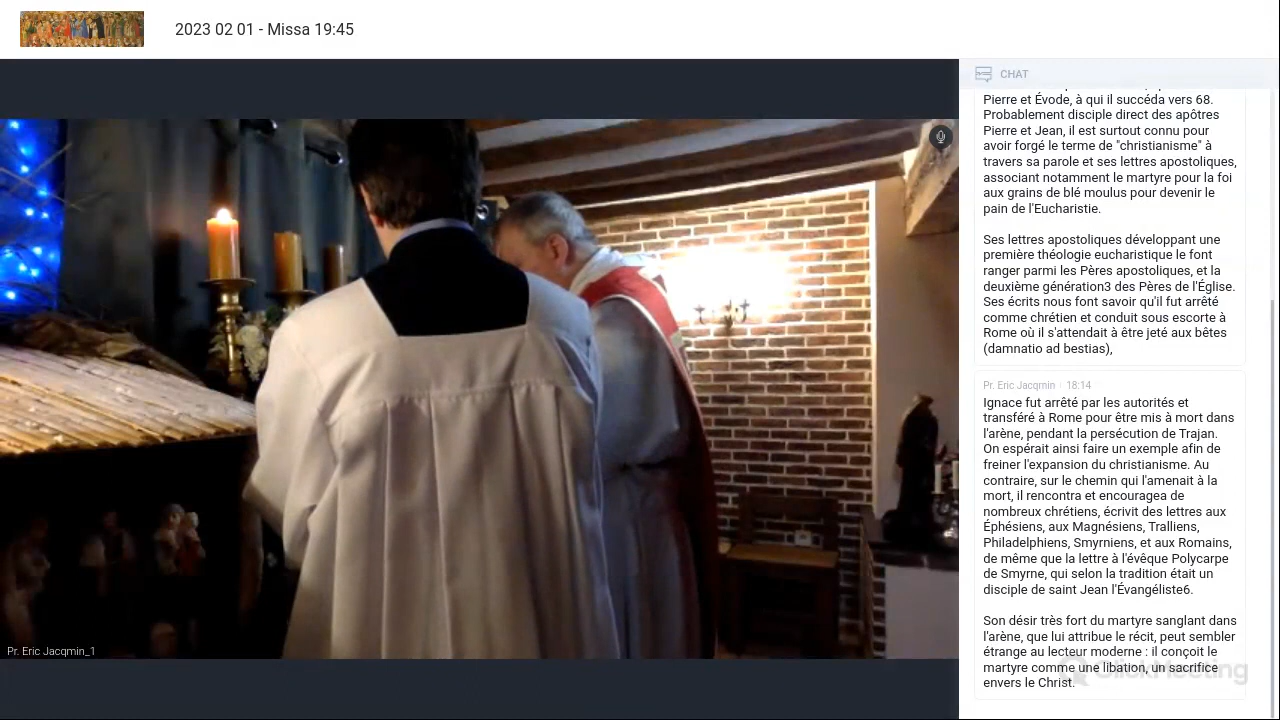 2023 02 01 - Missa 19:45
CHAT
Pierre et Évode, à qui il succéda vers 68.
Probablement disciple direct des apôtres
Pierre et Jean, il est surtout connu pour
avoir forgé le terme de "christianisme" à
travers sa parole et ses lettres apostoliques,
associant notamment le martyre pour la foi
aux grains de blé moulus pour devenir le
pain de l'Eucharistie.
Ses lettres apostoliques développant une
première théologie eucharistique le font
ranger parmi les Pères apostoliques, et la
deuxième génération3 des Pères de l'Église.
Ses écrits nous font savoir qu'il fut arrêté
comme chrétien et conduit sous escorte à
Rome où il s'attendait à être jeté aux bêtes
(damnatio ad bestias),
Pr. Eric Jacqmin 18:14
Ignace fut arrêté par les autorités et
transféré à Rome pour être mis à mort dans
l'arène, pendant la persécution de Trajan.
On espérait ainsi faire un exemple afin de
freiner l'expansion du christianisme. Au
contraire, sur le chemin qui l'amenait à la
mort, il rencontra et encouragea de
nombreux chrétiens, écrivit des lettres aux
Éphésiens, aux Magnésiens, Tralliens,
Philadelphiens, Smyrniens, et aux Romains,
de même que la lettre à l'évêque Polycarpe
de Smyrne, qui selon la tradition était un
disciple de saint Jean l'Évangéliste6.
Son désir très fort du martyre sanglant dans
l'arène, que lui attribue le récit, peut sembler
étrange au lecteur moderne : il conçoit le
martyre comme une libation, un sacrifice
envers le Christ.
ClickMeeting
Pr. Eric Jacqmin_1